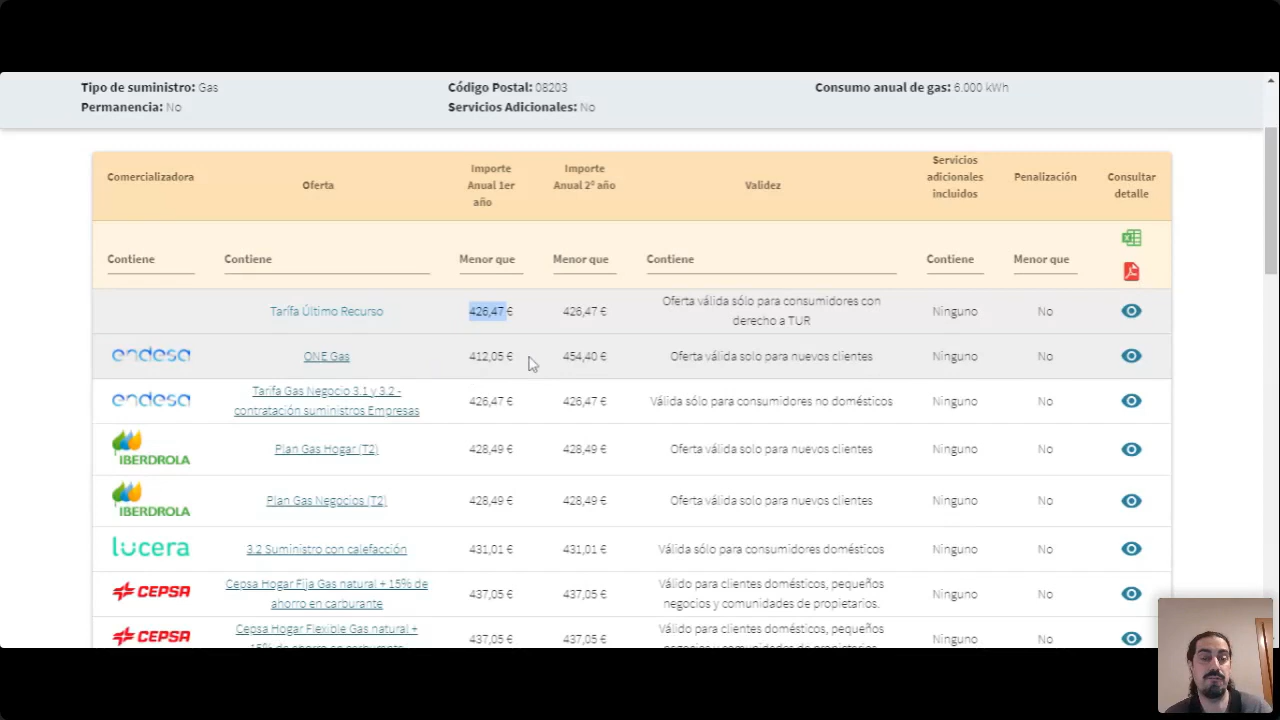 Tipo de suministro: Gas Código Postal: 08203 Consumo anual de gas: 6.000 kWh
Permanencia: No Servicios Adicionales: No
Comercializadora
Oferta
Importe
Anual 1er
año
Importe
Anual 2º año
Validez
Servicios
adicionales
incluidos
Penalización
Consultar
detalle
Contiene Contiene Menor que Menor que Contiene Contiene Menor que
Tarífa Último Recurso 426,47 € 426,47 € Oferta válida sólo para consumidores con
derecho a TUR Ninguno No
endesa ONE Gas 412,05 € 454,40 € Oferta válida solo para nuevos clientes Ninguno No
endesa Tarifa Gas Negocio 3.1 y 3.2 -
contratación suministros Empresas 426,47 € 426,47 € Válida sólo para consumidores no domésticos Ninguno No
IBERDROLA Plan Gas Hogar (T2) 428,49 € 428,49 € Oferta válida solo para nuevos clientes Ninguno No
IBERDROLA Plan Gas Negocios (T2) 428,49 € 428,49 € Oferta válida solo para nuevos clientes Ninguno No
lucera 3.2 Suministro con calefacción 431,01 € 431,01 € Válida sólo para consumidores domésticos Ninguno No
CEPSA Cepsa Hogar Fija Gas natural + 15% de
ahorro en carburante 437,05 € 437,05 € Válido para clientes domésticos, pequeños
negocios y comunidades de propietarios. Ninguno No
CEPSA Cepsa Hogar Flexible Gas natural +
15% de ahorro en carburante 437,05 € 437,05 € Válido para clientes domésticos, pequeños
negocios y comunidades de propietarios. Ninguno No